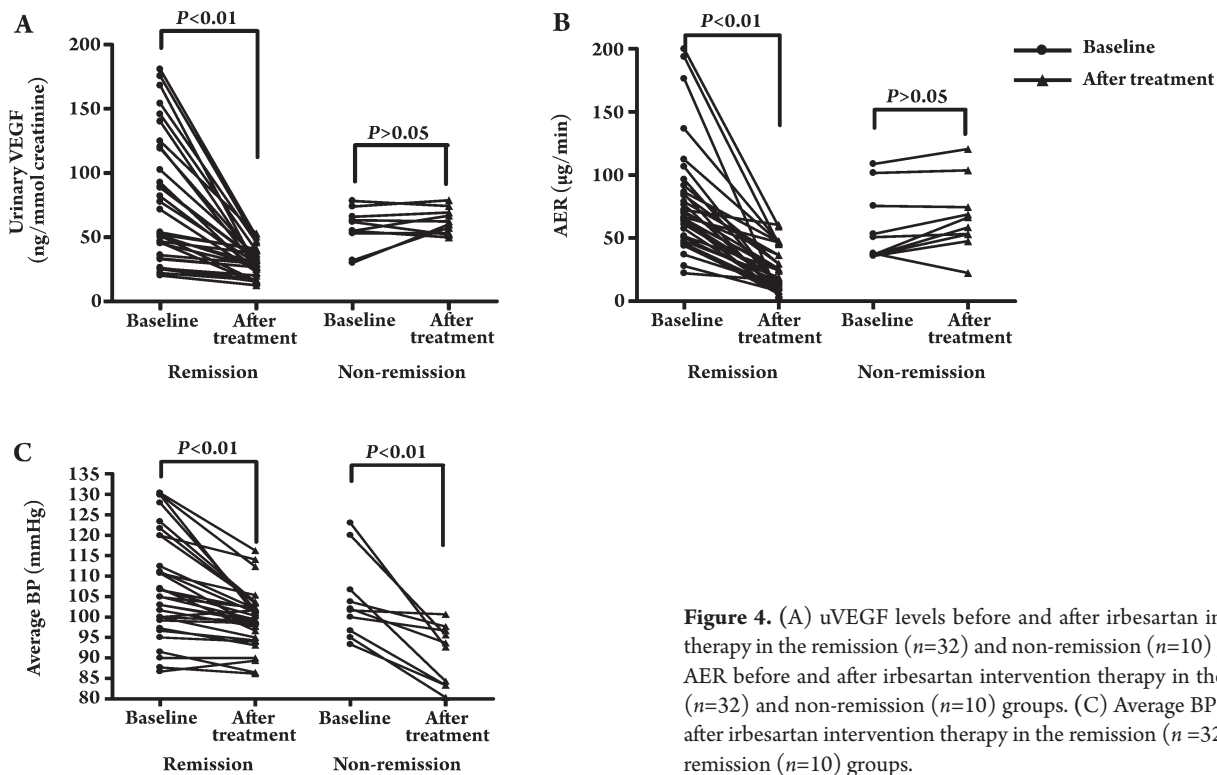 A
P<0.01
200
150
100
50
0
Urinary VEGF
(ng/mmol creatinine)
P>0.05
Baseline After treatment Baseline After treatment
Remission Non-remission
B
P<0.01
200
150
100
50
0
AER (μg/min)
P>0.05
Baseline After treatment Baseline After treatment
Remission Non-remission
Baseline
After treatment
C
P<0.01
P<0.01
135
130
125
120
115
110
105
100
95
90
85
80
Average BP (mmHg)
Baseline After treatment Baseline After treatment
Remission Non-remission
Figure 4. (A) uVEGF levels before and after irbesartan in
therapy in the remission (n=32) and non-remission (n=10)
AER before and after irbesartan intervention therapy in the
(n=32) and non-remission (n=10) groups. (C) Average BP
after irbesartan intervention therapy in the remission (n =32
remission (n=10) groups.